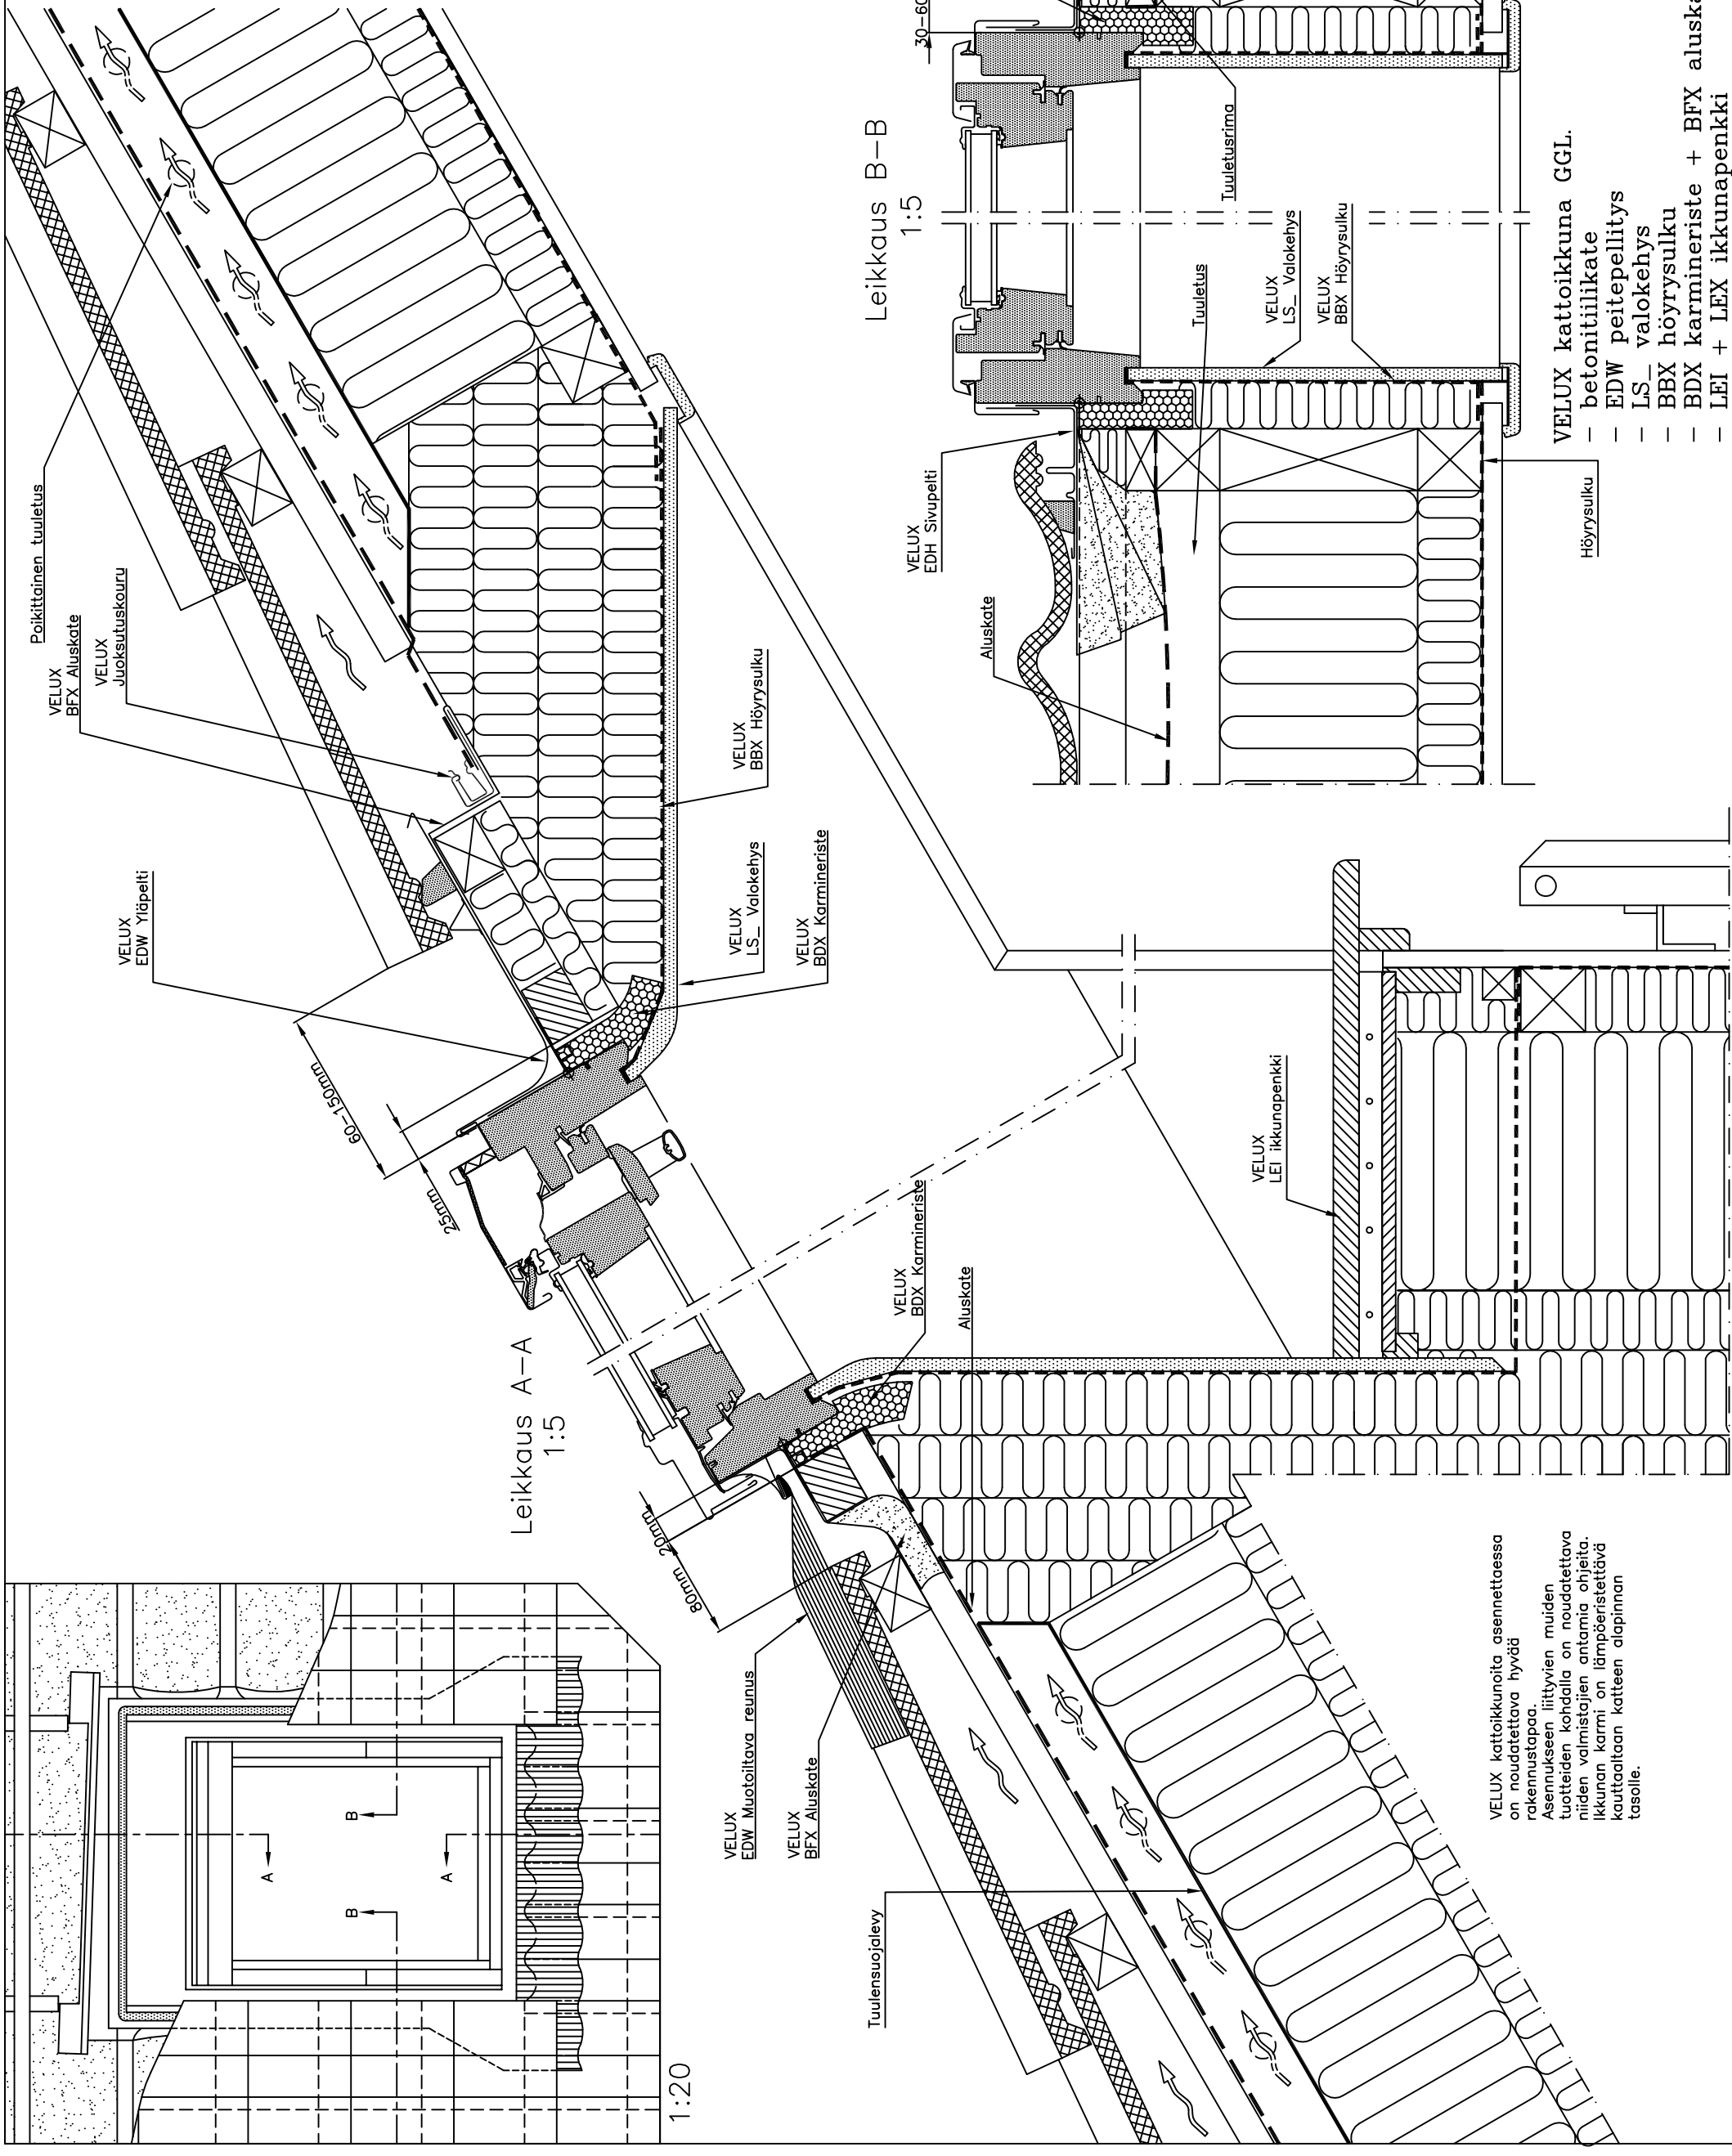 Poikittainen tuuletus
VELUX
BFX Aluskate
VELUX
Juoksutuskouru
VELUX
EDW Yläpelti
60-150mm
25mm
VELUX
BBX Höyrysulku
VELUX
LS_ Valokehys
VELUX
BDX Karmineriste
Leikkaus A-A
1:5
20mm
80mm
VELUX
BDX Karmineriste
Aluskate
VELUX
LEI ikkunapenkki
VELUX
EDW Muotoiltava reunus
VELUX
BFX Aluskate
Tuulensuojalevy
A
A
B
B
1:20
Leikkaus B-B
1:5
30-60
Tuuletusrima
VELUX
EDH Sivupelti
Aluskate
Tuuletus
VELUX
LS_ Valokehys
VELUX
BBX Höyrysulku
Höyrysulku
VELUX kattoikkunoita asennettaessa
on noudatettava hyvää
rakennustapaa.
Asennukseen liittyvien muiden
tuotteiden kohdalla on noudatettava
niiden valmistajien antamia ohjeita.
Ikkunan karmi on lämpöeristettävä
kauttaaltaan katteen alapinnan
tasolle.
VELUX kattoikkuna GGL.
- betonitiilikate
- EDW peitepellitys
- LS_ valokehys
- BBX höyrysulku
- BDX karmineriste + BFX aluska
- LEI + LEX ikkunapenkki